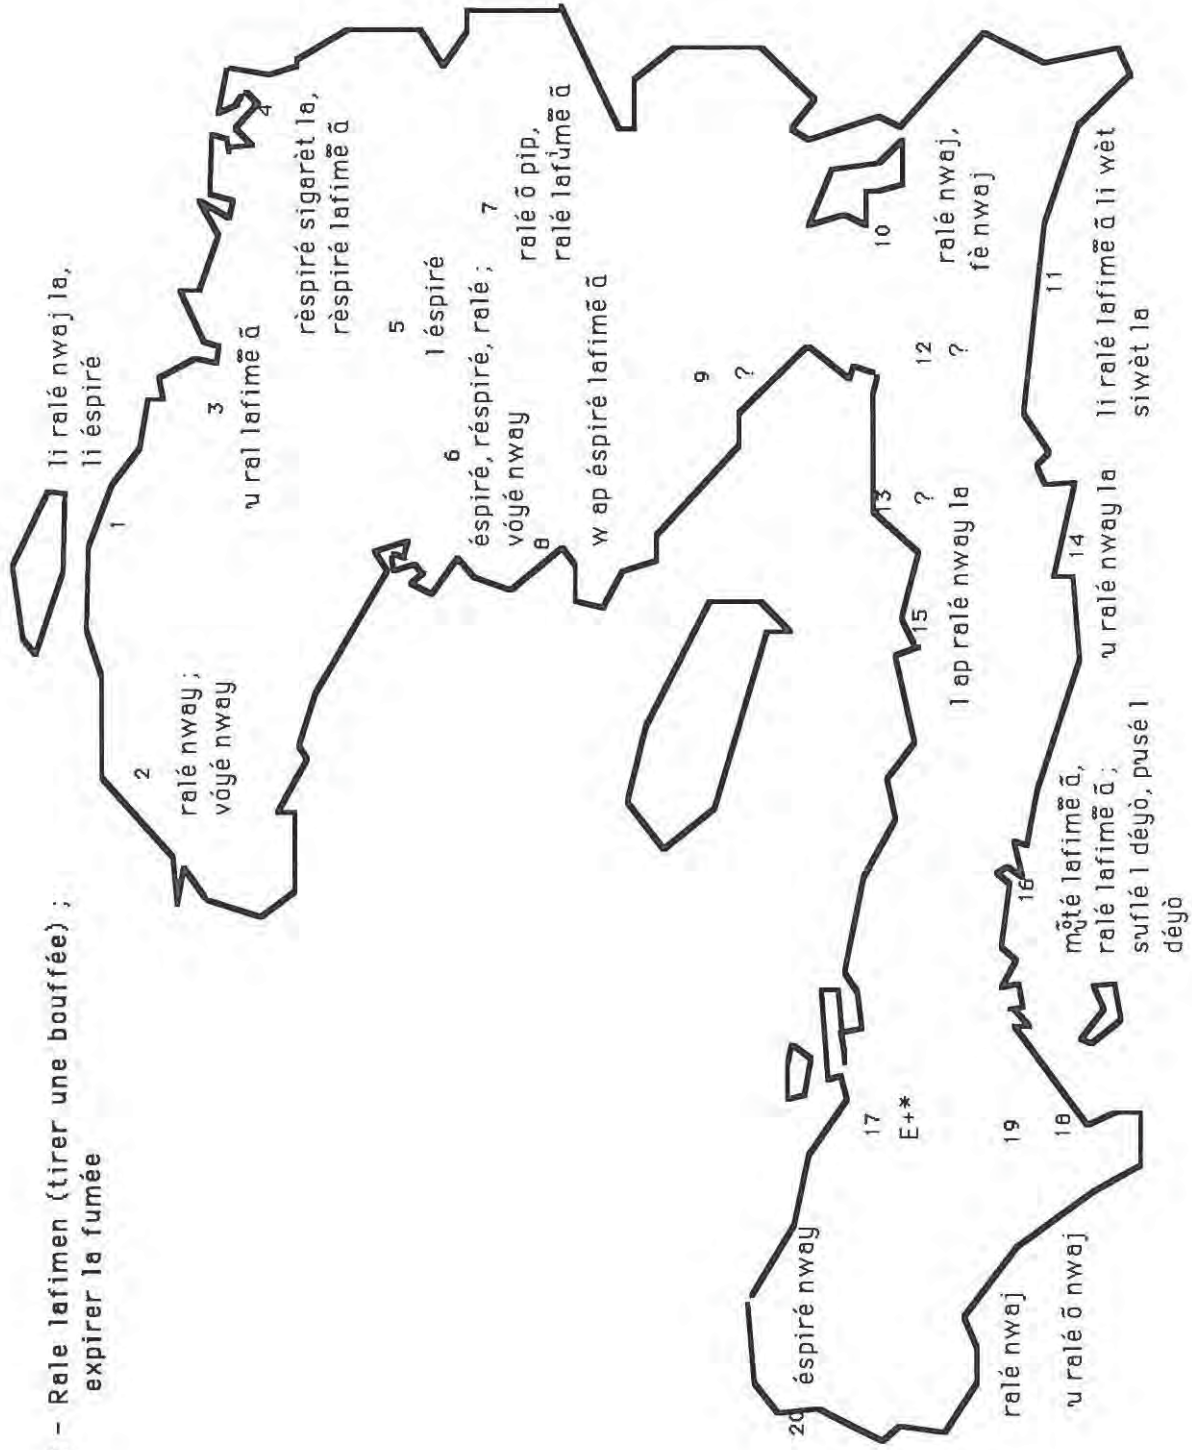 - Rale lafimen (tirer une bouffée) ;
expirer la fumée
li ralé nwaj la,
li éspiré
1
2
ralé nway ;
vóyé nway
3
u ral lafimẽ ã
4
rèspiré sigarèt la,
rèspiré lafimẽ ã
5
l éspiré
6
éspiré, réspiré, ralé ;
vóyé nway
7
ralé õ pip,
ralé lafumẽ ã
8
w ap éspiré lafimẽ ã
9
?
10
ralé nwaj,
fè nwaj
11
li ralé lafimẽ ã li wèt
siwèt la
12
?
13
?
14
u ralé nway la
15
l ap ralé nway la
16
mõté lafimẽ ã,
ralé lafimẽ ã ;
suflé l déyò, pusé l
déyò
17
E+*
18
19
ralé nwaj
u ralé õ nwaj
20
éspiré nway